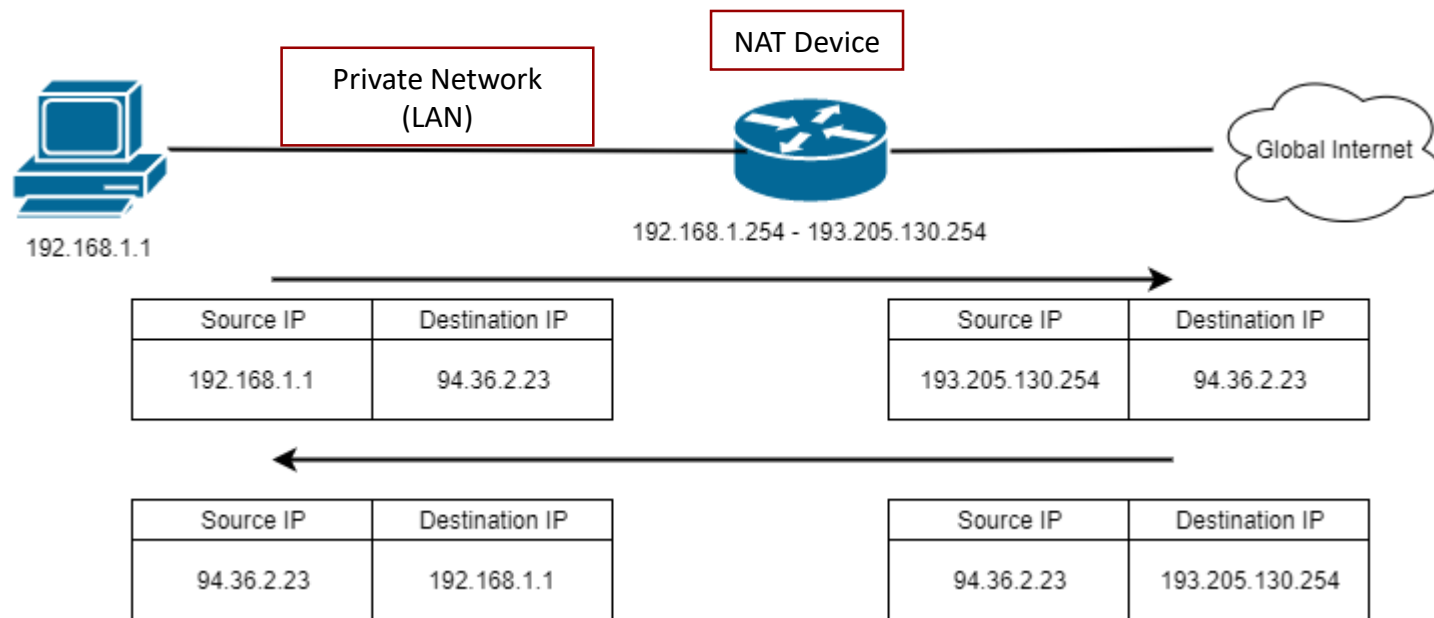 NAT Device
Private Network
(LAN)
Global Internet
192.168.1.1
192.168.1.254 - 193.205.130.254
Source IP Destination IP
192.168.1.1 94.36.2.23
Source IP Destination IP
193.205.130.254 94.36.2.23
Source IP Destination IP
94.36.2.23 192.168.1.1
Source IP Destination IP
94.36.2.23 193.205.130.254